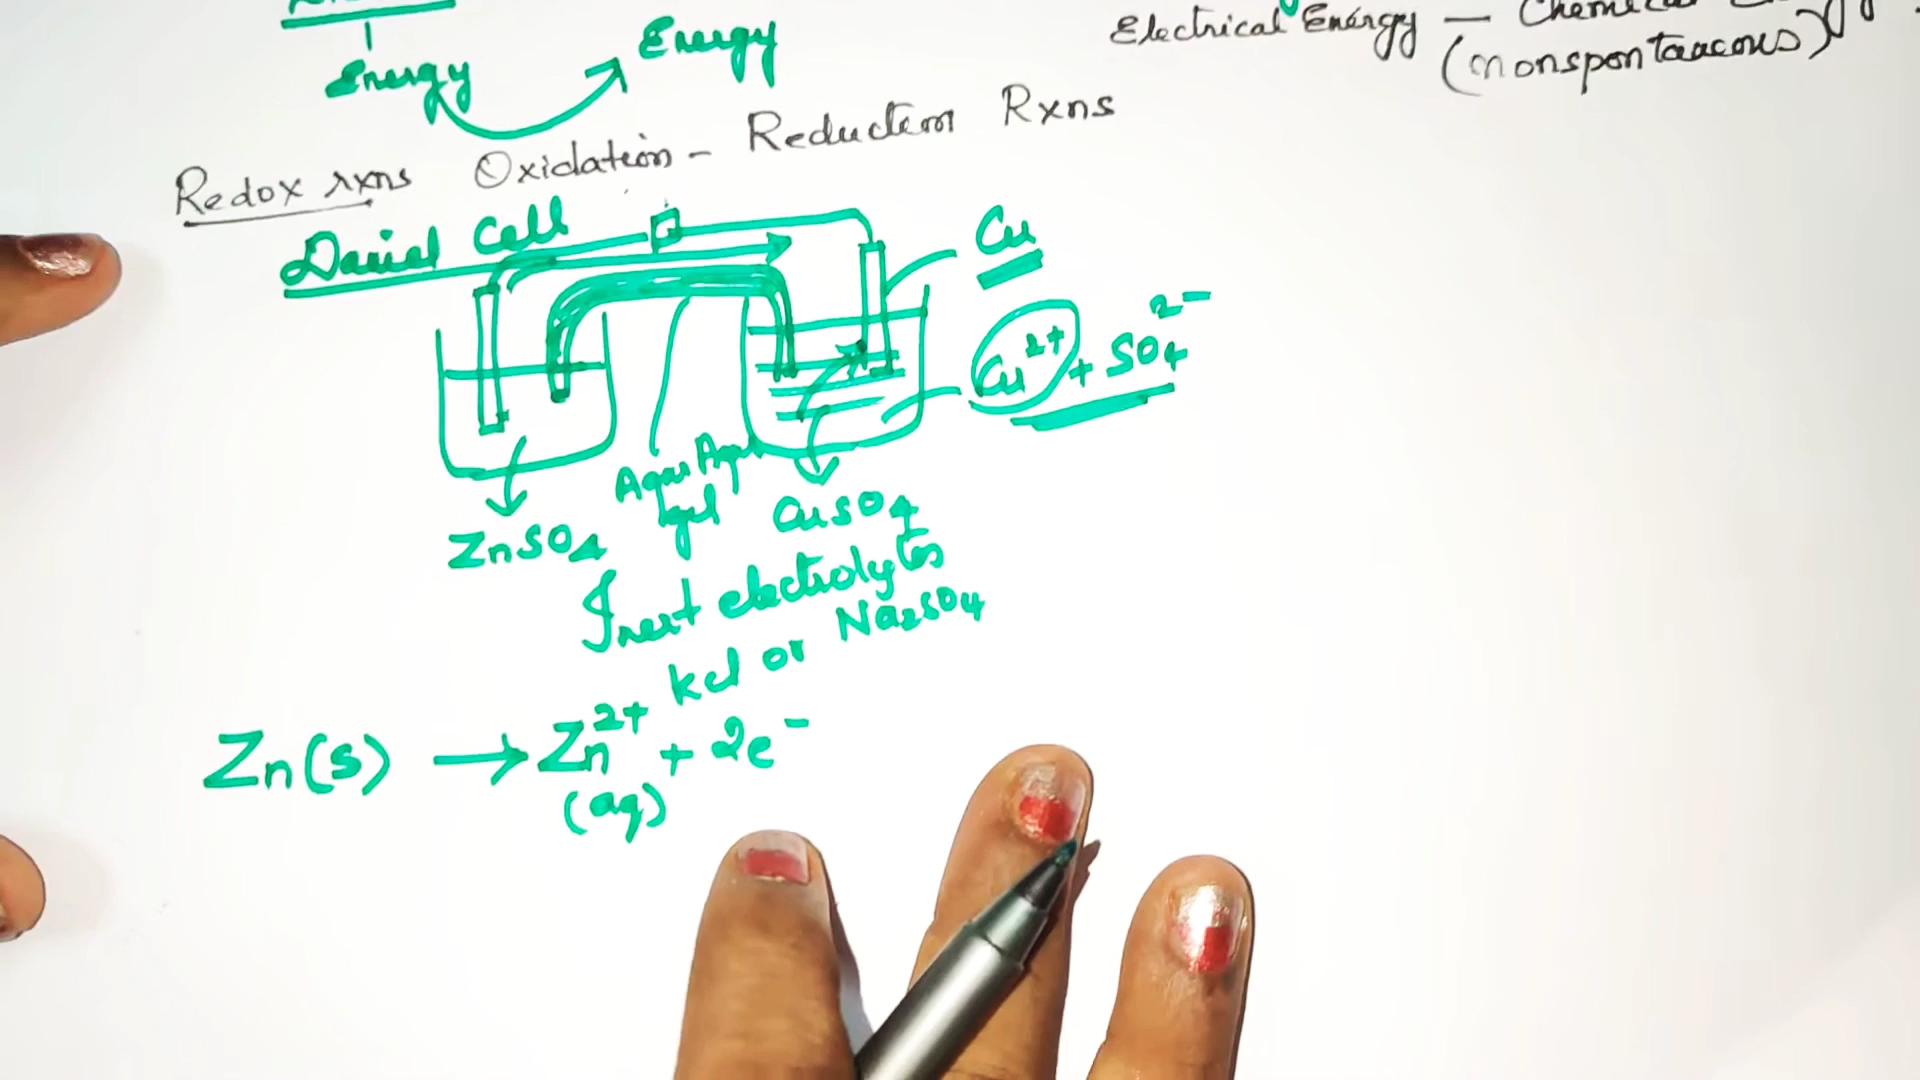 Energy
Energy
Electrical Energy —
(nonspontaneous)
Redox rxns Oxidation - Reduction Rxns
Daniel Cell
Cu
Cu²⁺ + SO₄²⁻
Agar Agar
gel
ZnSO₄
CuSO₄
Inert electrolytes
kcl or Na₂SO₄
Zn(s) → Zn²⁺ + 2e⁻
(aq)